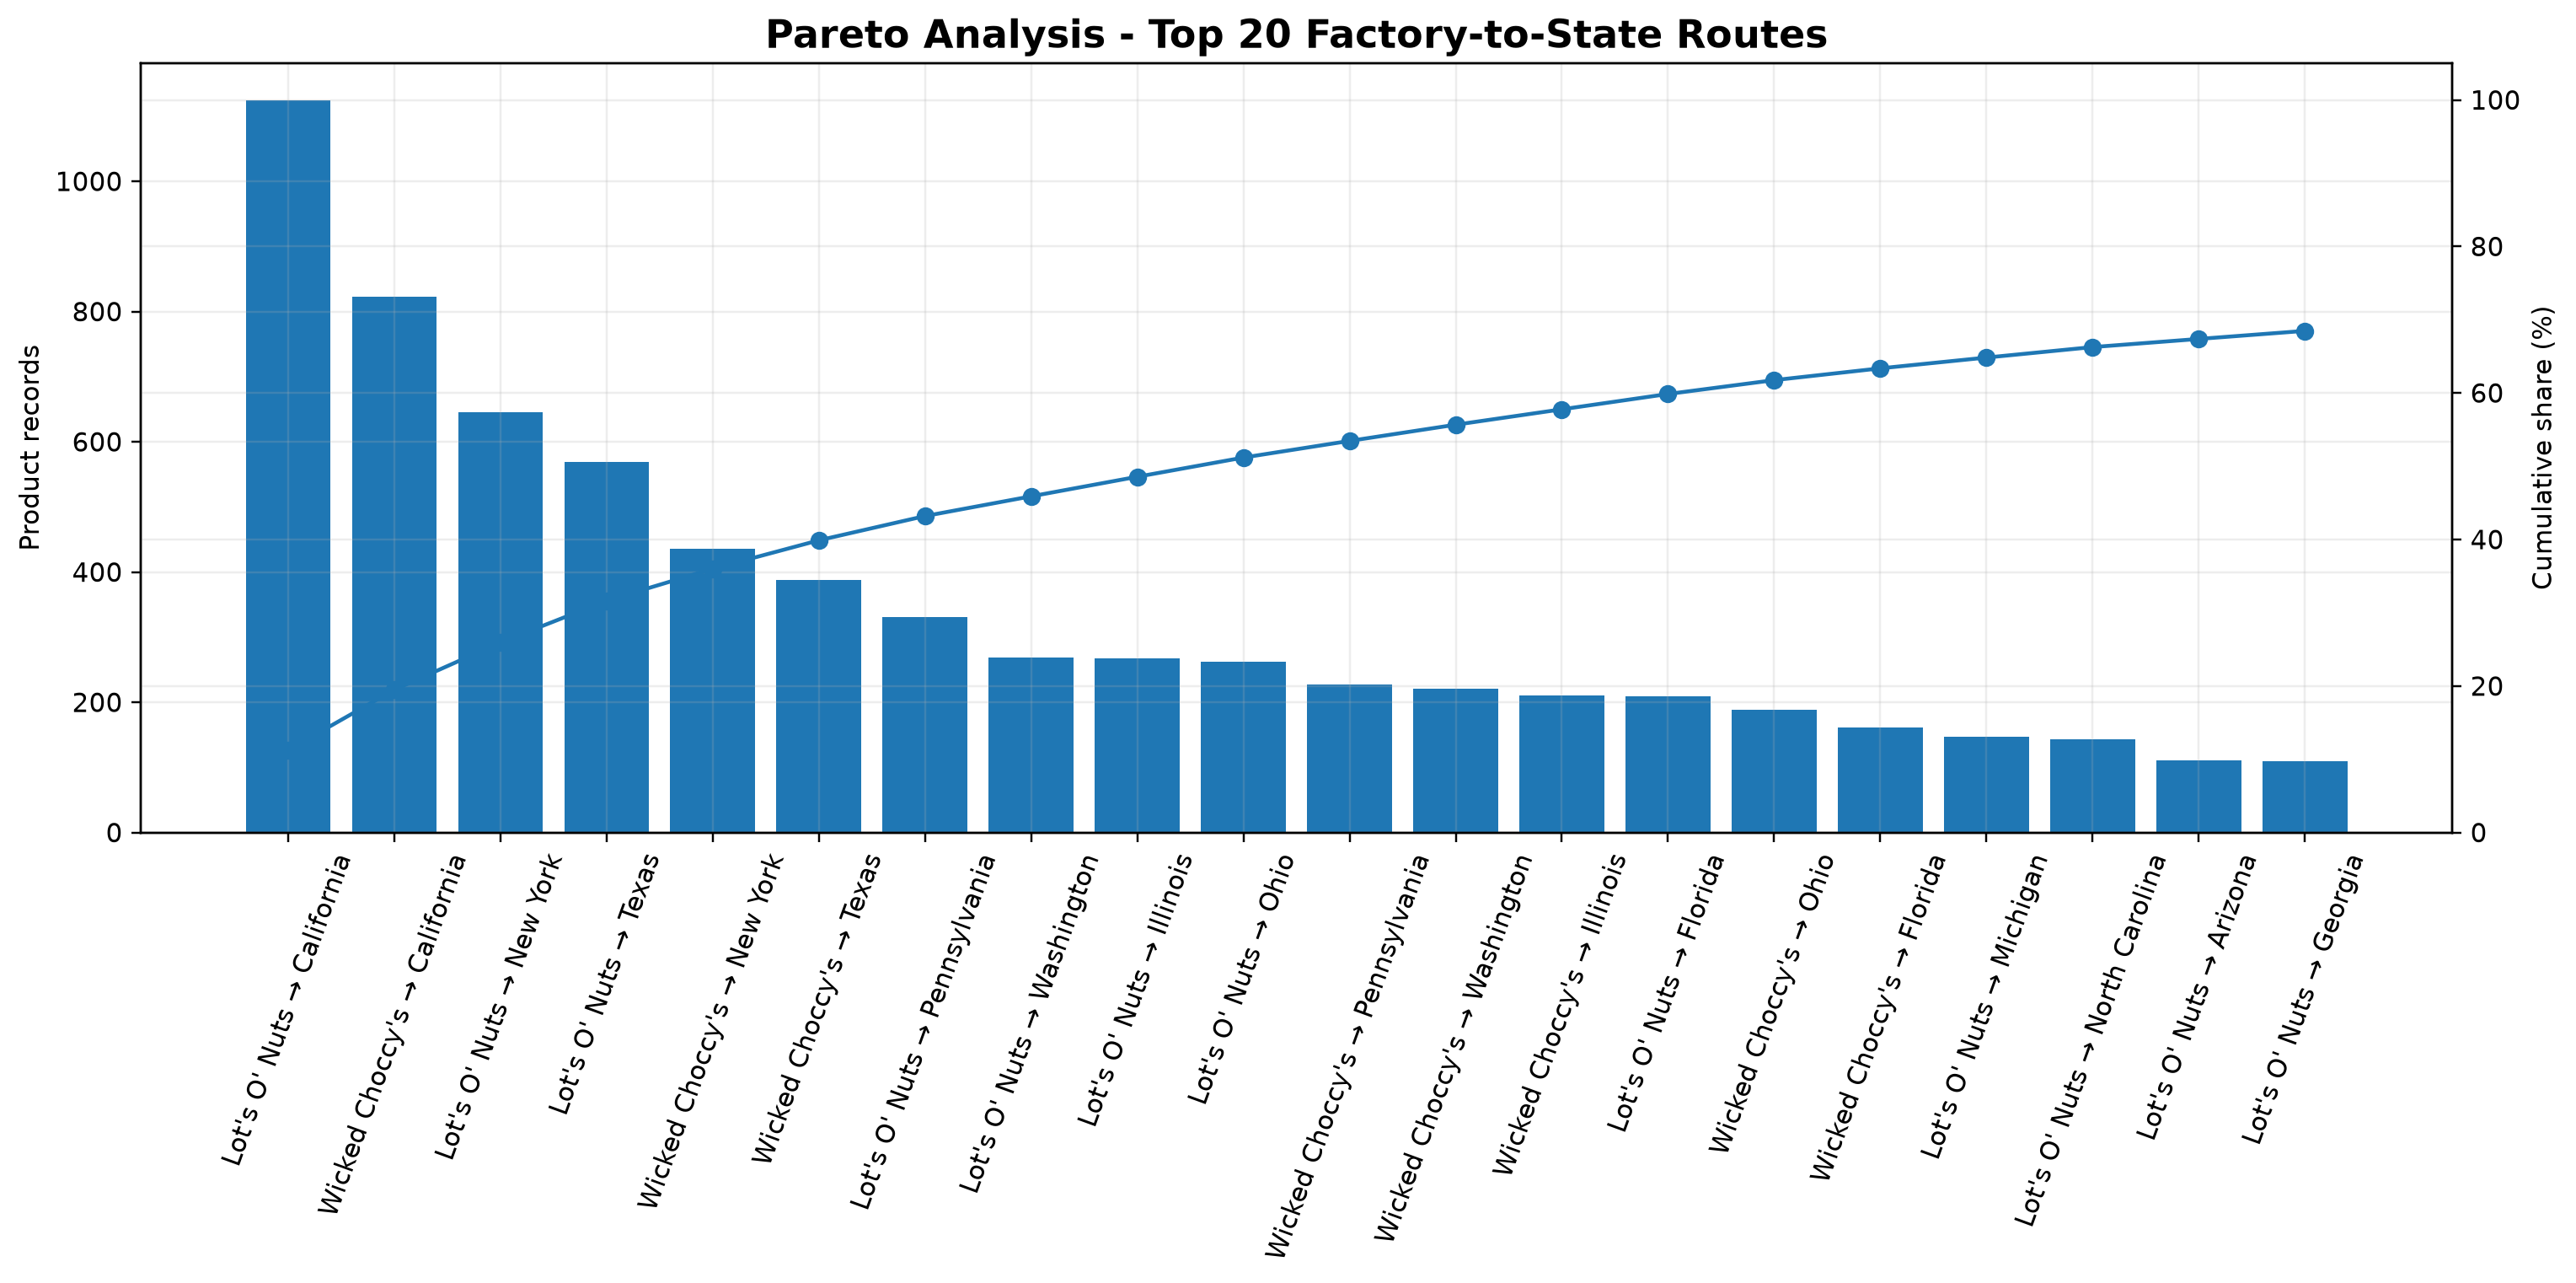 Pareto Analysis - Top 20 Factory-to-State Routes
Product records
1000
800
600
400
200
0
100
80
60
40
20
0
Cumulative share (%)
Lot's O' Nuts → California
Wicked Choccy's → California
Lot's O' Nuts → New York
Lot's O' Nuts → Texas
Wicked Choccy's → New York
Wicked Choccy's → Texas
Lot's O' Nuts → Pennsylvania
Lot's O' Nuts → Washington
Lot's O' Nuts → Illinois
Lot's O' Nuts → Ohio
Wicked Choccy's → Pennsylvania
Wicked Choccy's → Washington
Wicked Choccy's → Illinois
Lot's O' Nuts → Florida
Wicked Choccy's → Ohio
Wicked Choccy's → Florida
Lot's O' Nuts → Michigan
Lot's O' Nuts → North Carolina
Lot's O' Nuts → Arizona
Lot's O' Nuts → Georgia